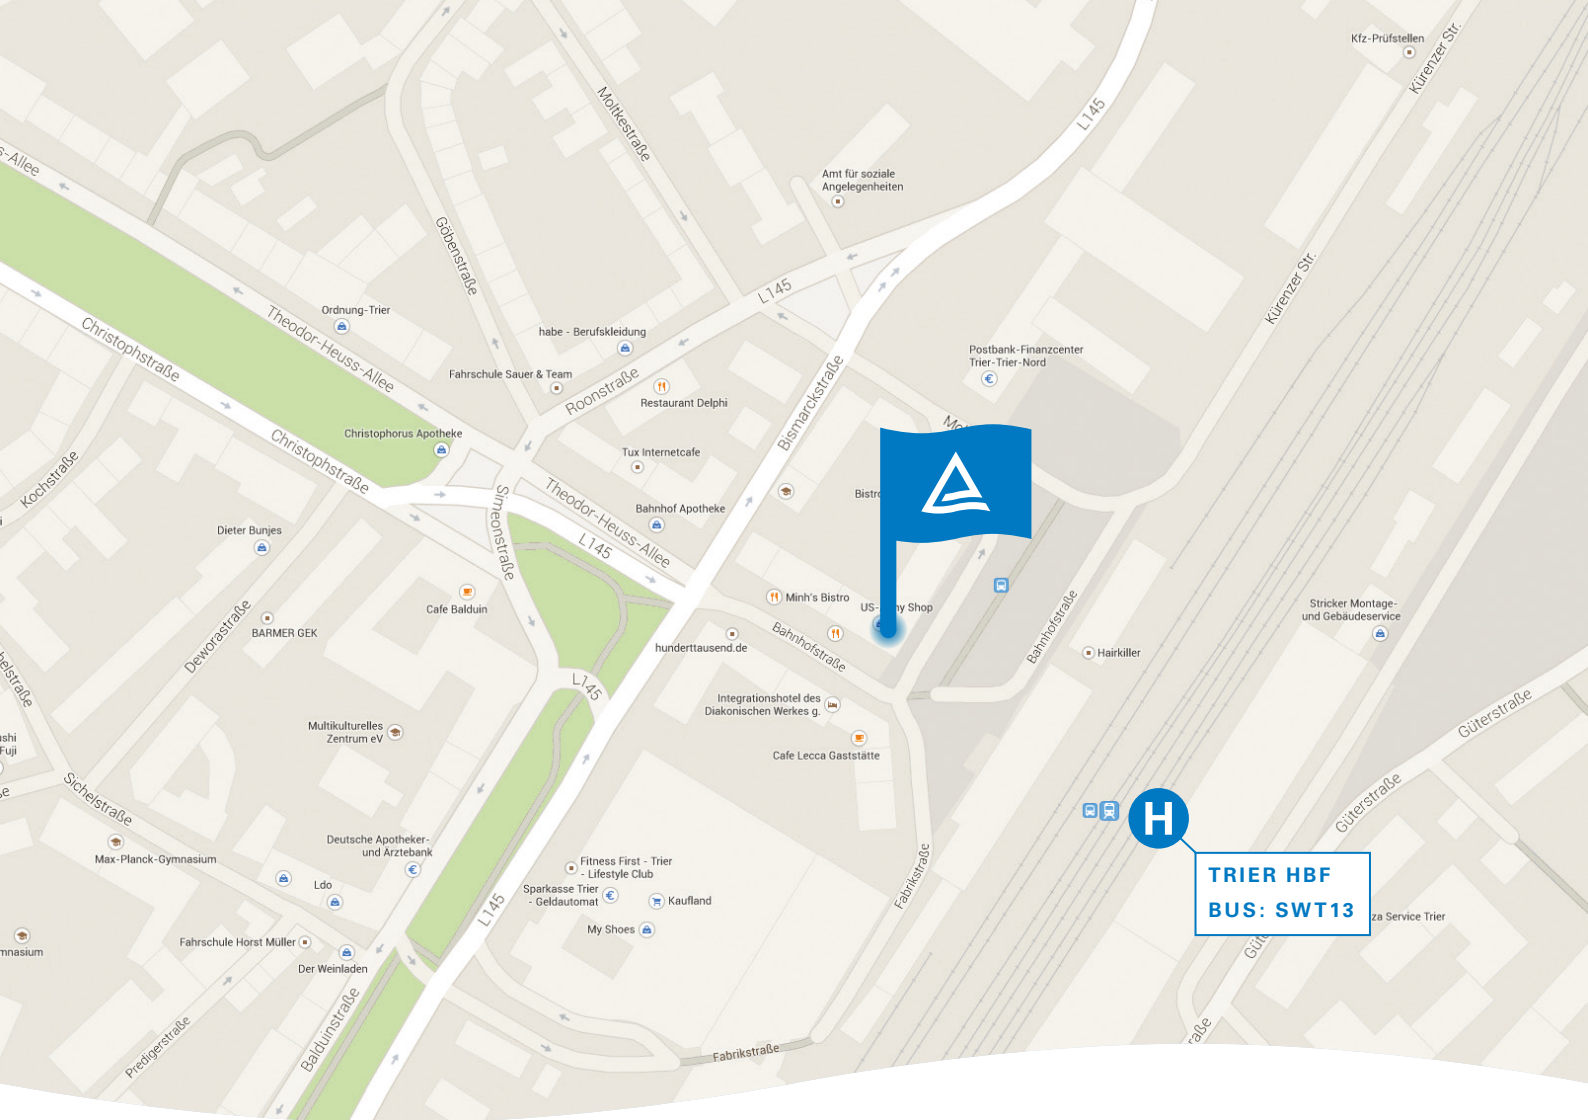 Kfz-Prüfstellen
Kürenzer Str.
L145
Moltkestraße
s-Allee
Amt für soziale
Angelegenheiten
Göbenstraße
Kürenzer Str.
L145
Ordnung-Trier
Theodor-Heuss-Allee
Christophstraße
habe - Berufskleidung
Postbank-Finanzcenter
Trier-Trier-Nord
Fahrschule Sauer & Team
Roonstraße
Restaurant Delphi
Bismarckstraße
Christophorus Apotheke
Christophstraße
Kochstraße
Tux Internetcafe
Simeonstraße
Theodor-Heuss-Allee
Bistro
Bahnhof Apotheke
Dieter Bunjes
L145
Cafe Balduin
Minh's Bistro
Bahnhofstraße
Stricker Montage-
und Gebäudeservice
Deworastraße
BARMER GEK
hunderttausend.de
Bahnhofstraße
Hairkiller
L145
Integrationshotel des
Diakonischen Werkes g.
Güterstraße
Multikulturelles
Zentrum eV
ushi
Fuji
Cafe Lecca Gaststätte
Sichelstraße
Güterstraße
H
Deutsche Apotheker-
und Ärztebank
Max-Planck-Gymnasium
Fitness First - Trier
- Lifestyle Club
Fabrikstraße
TRIER HBF
BUS: SWT13
Ldo
Sparkasse Trier
- Geldautomat
Kaufland
L145
za Service Trier
My Shoes
Fahrschule Horst Müller
mnasium
Der Weinladen
Balduinstraße
Predigerstraße
Fabrikstraße
raße